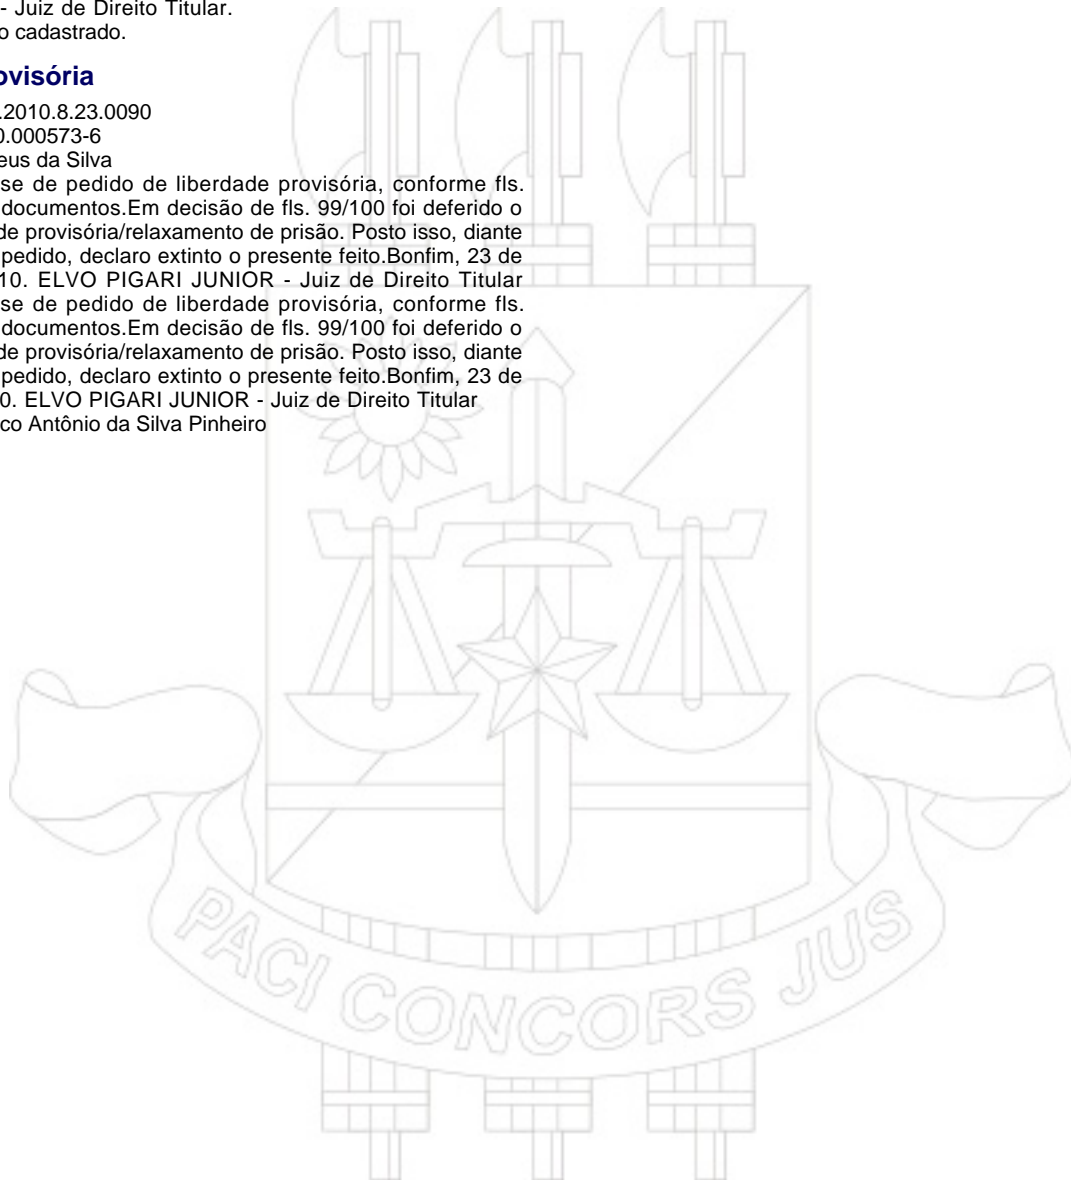 - Juiz de Direito Titular.
o cadastrado.
ovisória
.2010.8.23.0090
0.000573-6
eus da Silva
se de pedido de liberdade provisória, conforme fls.
documentos.Em decisão de fls. 99/100 foi deferido o
de provisória/relaxamento de prisão. Posto isso, diante
pedido, declaro extinto o presente feito.Bonfim, 23 de
10. ELVO PIGARI JUNIOR - Juiz de Direito Titular
se de pedido de liberdade provisória, conforme fls.
documentos.Em decisão de fls. 99/100 foi deferido o
de provisória/relaxamento de prisão. Posto isso, diante
pedido, declaro extinto o presente feito.Bonfim, 23 de
0. ELVO PIGARI JUNIOR - Juiz de Direito Titular
co Antônio da Silva Pinheiro
PACI CONCORS JUS